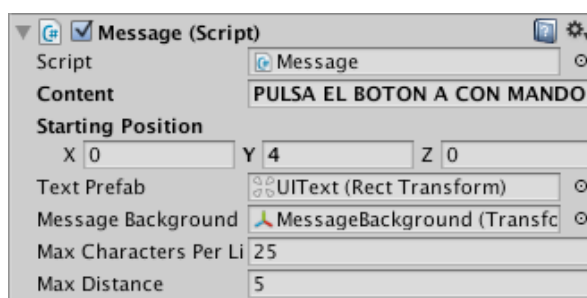 Message (Script)
Script Message
Content PULSA EL BOTON A CON MANDO
Starting Position
X 0 Y 4 Z 0
Text Prefab UIText (Rect Transform)
Message Background MessageBackground (Transfc
Max Characters Per Li 25
Max Distance 5